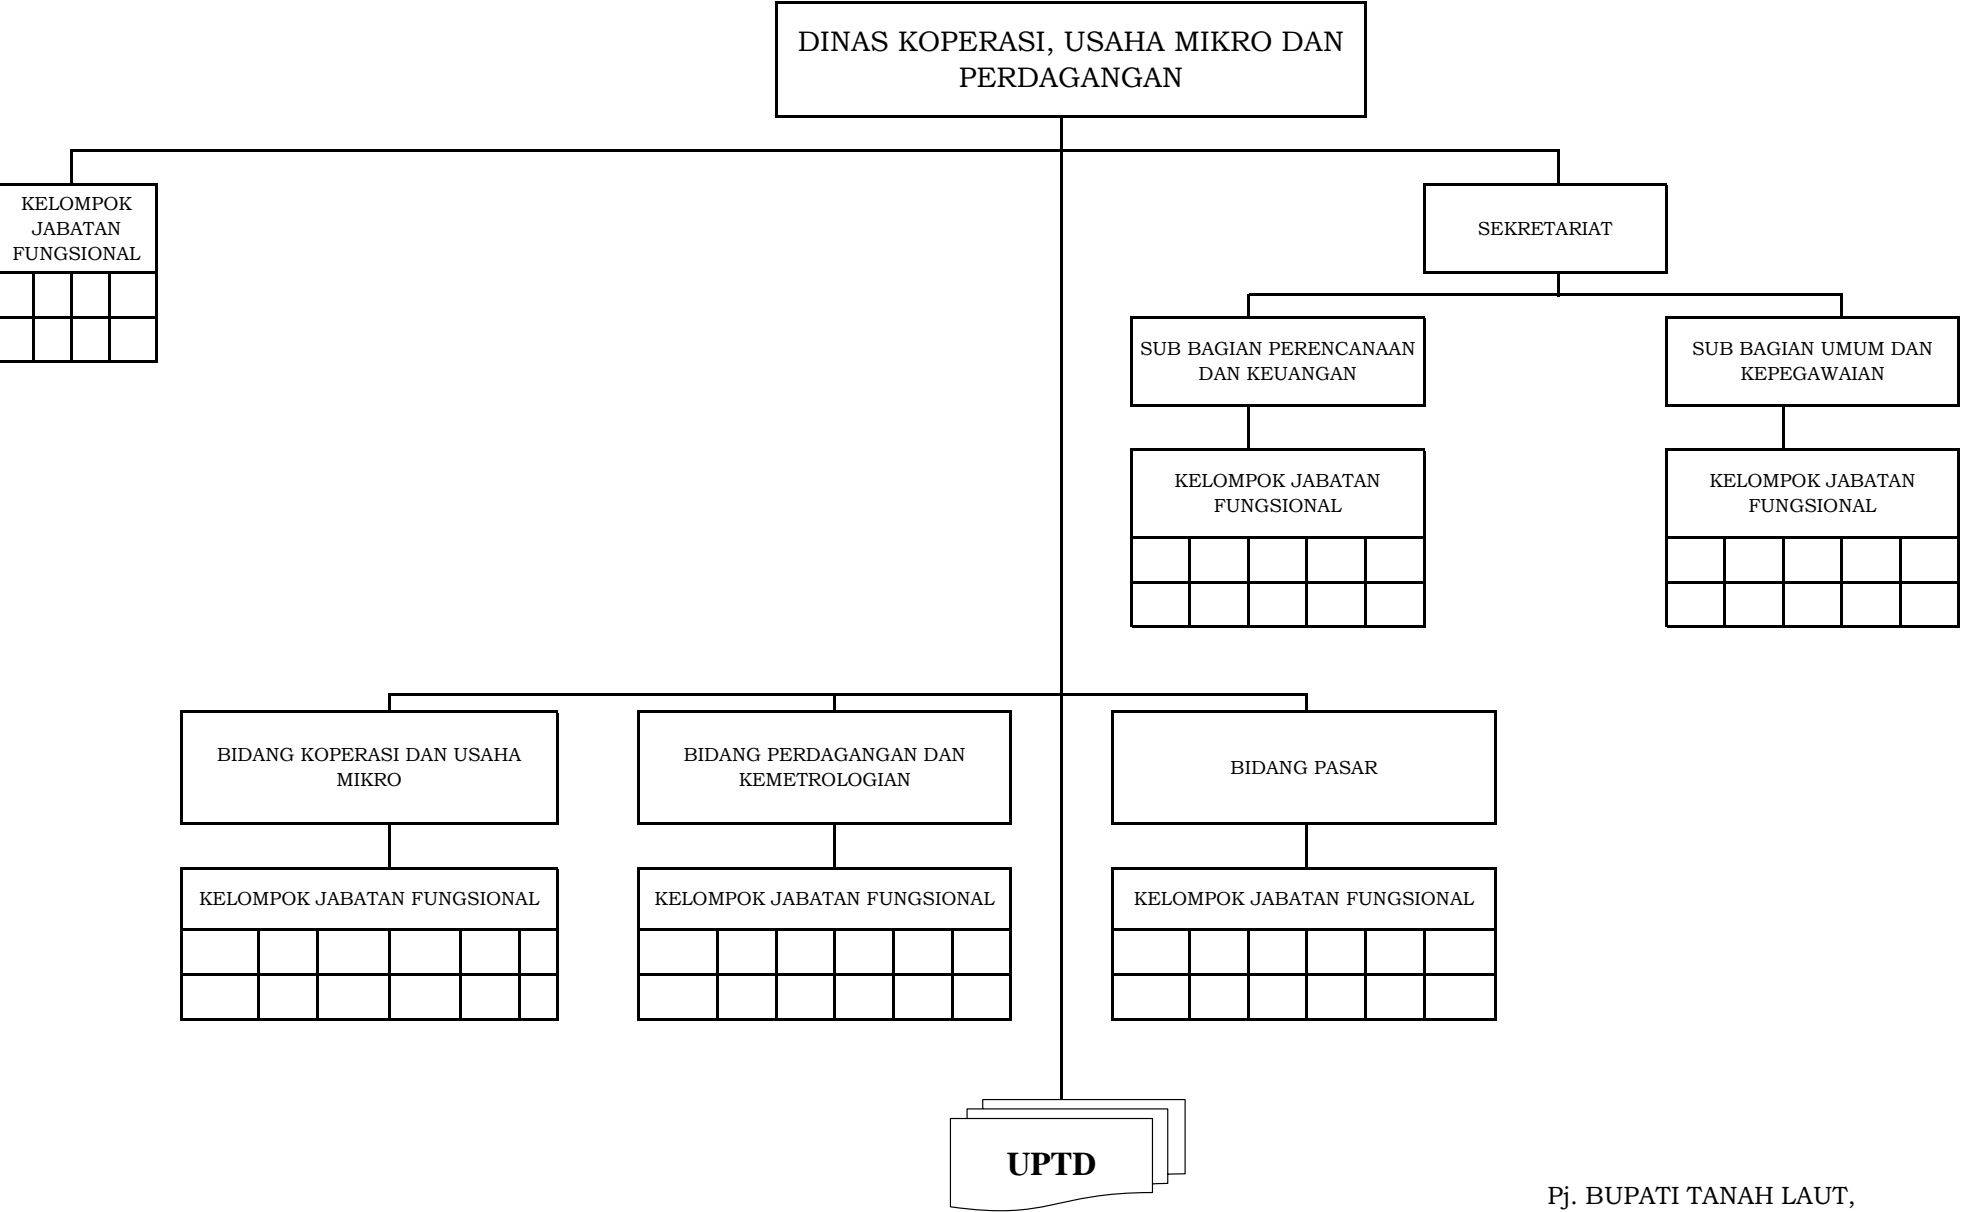 DINAS KOPERASI, USAHA MIKRO DAN
PERDAGANGAN
KELOMPOK
JABATAN
FUNGSIONAL
SEKRETARIAT
SUB BAGIAN PERENCANAAN
DAN KEUANGAN
SUB BAGIAN UMUM DAN
KEPEGAWAIAN
KELOMPOK JABATAN
FUNGSIONAL
KELOMPOK JABATAN
FUNGSIONAL
BIDANG KOPERASI DAN USAHA
MIKRO
BIDANG PERDAGANGAN DAN
KEMETROLOGIAN
BIDANG PASAR
KELOMPOK JABATAN FUNGSIONAL
KELOMPOK JABATAN FUNGSIONAL
KELOMPOK JABATAN FUNGSIONAL
UPTD
Pj. BUPATI TANAH LAUT,